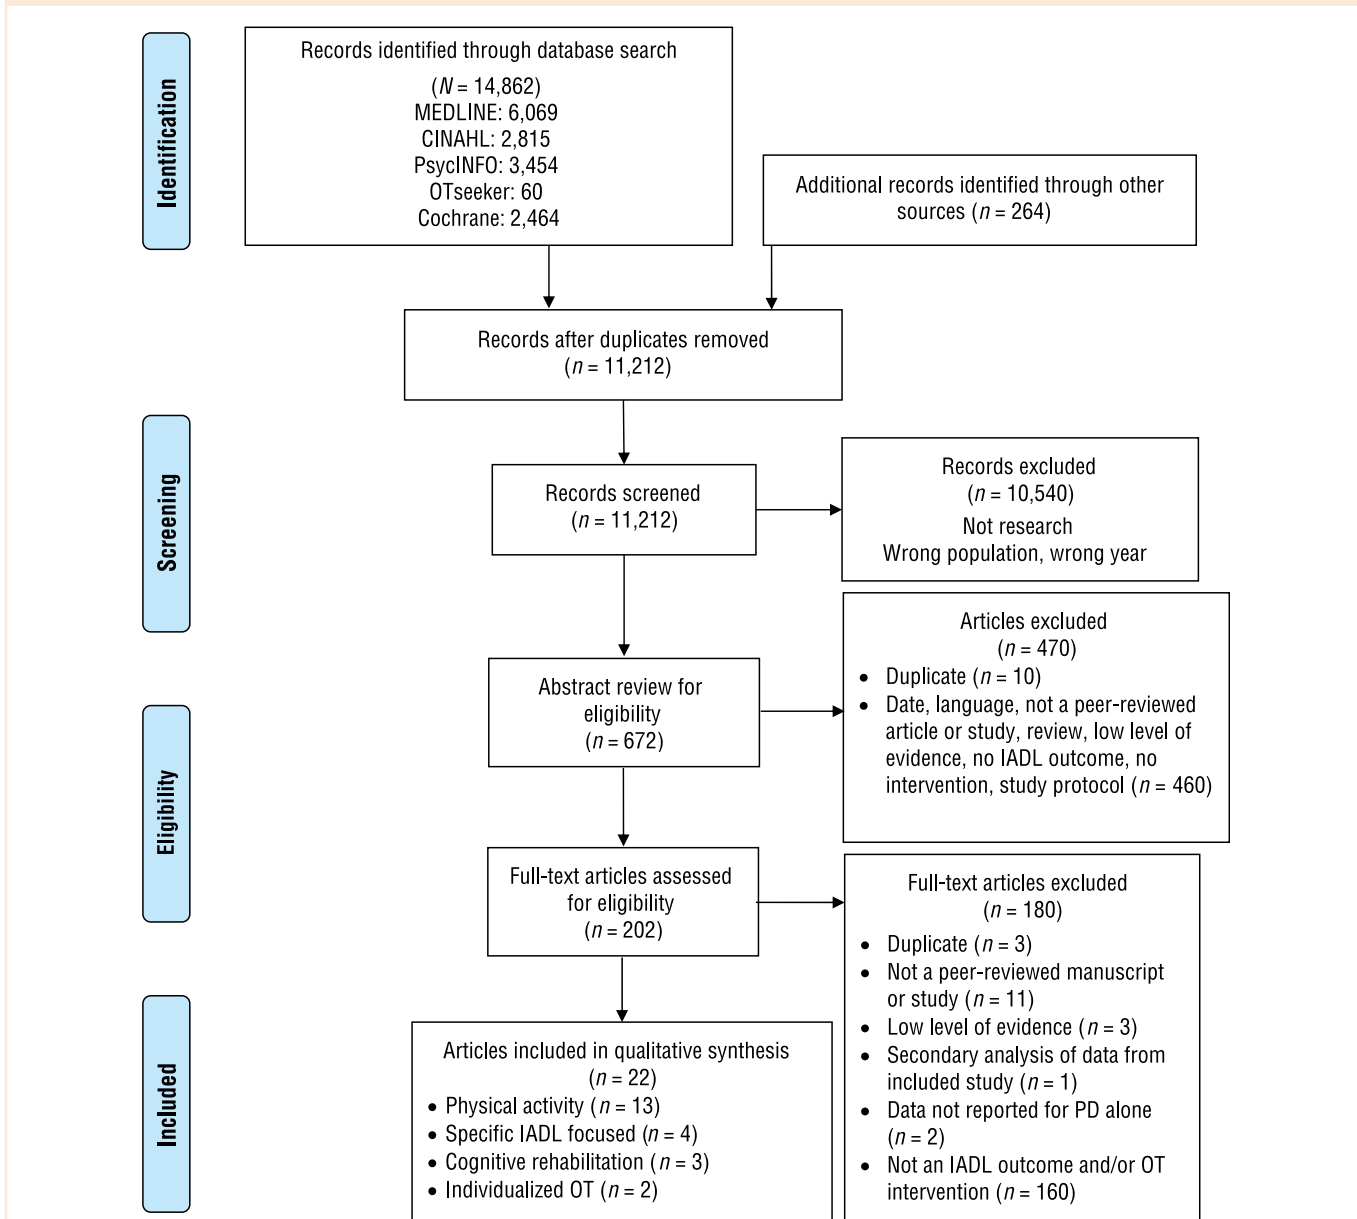 Identification
Records identified through database search
(N = 14,862)
MEDLINE: 6,069
CINAHL: 2,815
PsycINFO: 3,454
OTseeker: 60
Cochrane: 2,464
Additional records identified through other
sources (n = 264)
Records after duplicates removed
(n = 11,212)
Screening
Records screened
(n = 11,212)
Records excluded
(n = 10,540)
Not research
Wrong population, wrong year
Eligibility
Abstract review for
eligibility
(n = 672)
Articles excluded
(n = 470)
• Duplicate (n = 10)
• Date, language, not a peer-reviewed
article or study, review, low level of
evidence, no IADL outcome, no
intervention, study protocol (n = 460)
Full-text articles assessed
for eligibility
(n = 202)
Full-text articles excluded
(n = 180)
• Duplicate (n = 3)
• Not a peer-reviewed manuscript
or study (n = 11)
• Low level of evidence (n = 3)
• Secondary analysis of data from
included study (n = 1)
• Data not reported for PD alone
(n = 2)
• Not an IADL outcome and/or OT
intervention (n = 160)
Included
Articles included in qualitative synthesis
(n = 22)
• Physical activity (n = 13)
• Specific IADL focused (n = 4)
• Cognitive rehabilitation (n = 3)
• Individualized OT (n = 2)